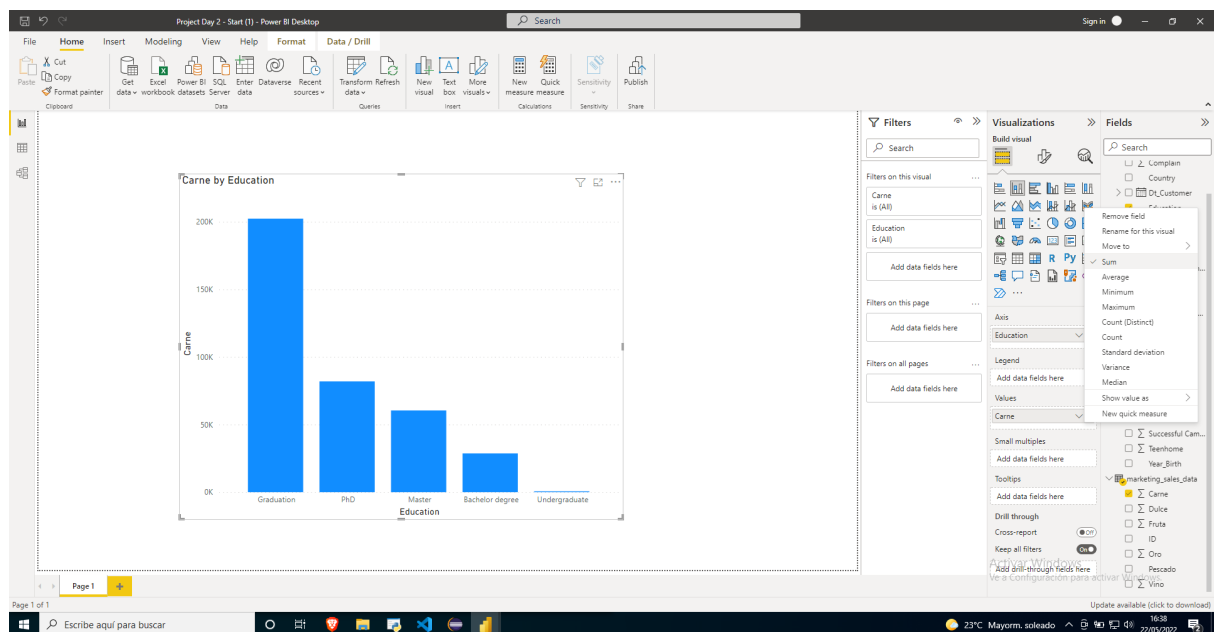 Project Day 2 - Start (1) - Power BI Desktop
Search
Sign in
File Home Insert Modeling View Help Format Data / Drill
Paste
Cut
Copy
Format painter
Clipboard
Get data
Excel workbook
Power BI datasets
SQL Server
Enter data
Dataverse
Recent sources
Data
Transform data
Refresh
Queries
New visual
Text box
More visuals
Insert
New measure
Quick measure
Calculations
Sensitivity
Sensitivity
Publish
Share
Carne by Education
200K
150K
100K
50K
0K
Carne
Graduation PhD Master Bachelor degree Undergraduate
Education
Filters
Search
Filters on this visual
Carne
is (All)
Education
is (All)
Add data fields here
Filters on this page
Add data fields here
Filters on all pages
Add data fields here
Visualizations
Build visual
R Py
123
Axis
Education
Legend
Add data fields here
Values
Carne
Small multiples
Add data fields here
Tooltips
Add data fields here
Drill through
Cross-report
Off
Keep all filters
On
Add drill-through fields here
Fields
Search
Complain
Country
Dt_Customer
Education
Remove field
Rename for this visual
Move to
Sum
Average
Minimum
Maximum
Count (Distinct)
Count
Standard deviation
Variance
Median
Show value as
New quick measure
Successful Cam...
Teenhome
Year_Birth
marketing_sales_data
Carne
Dulce
Fruta
ID
Oro
Pescado
Vino
Activar Windows
Ve a Configuración para activar Windows.
Page 1
Page 1 of 1
Update available (click to download)
Escribe aquí para buscar
23°C Mayorm. soleado
16:38
22/05/2022